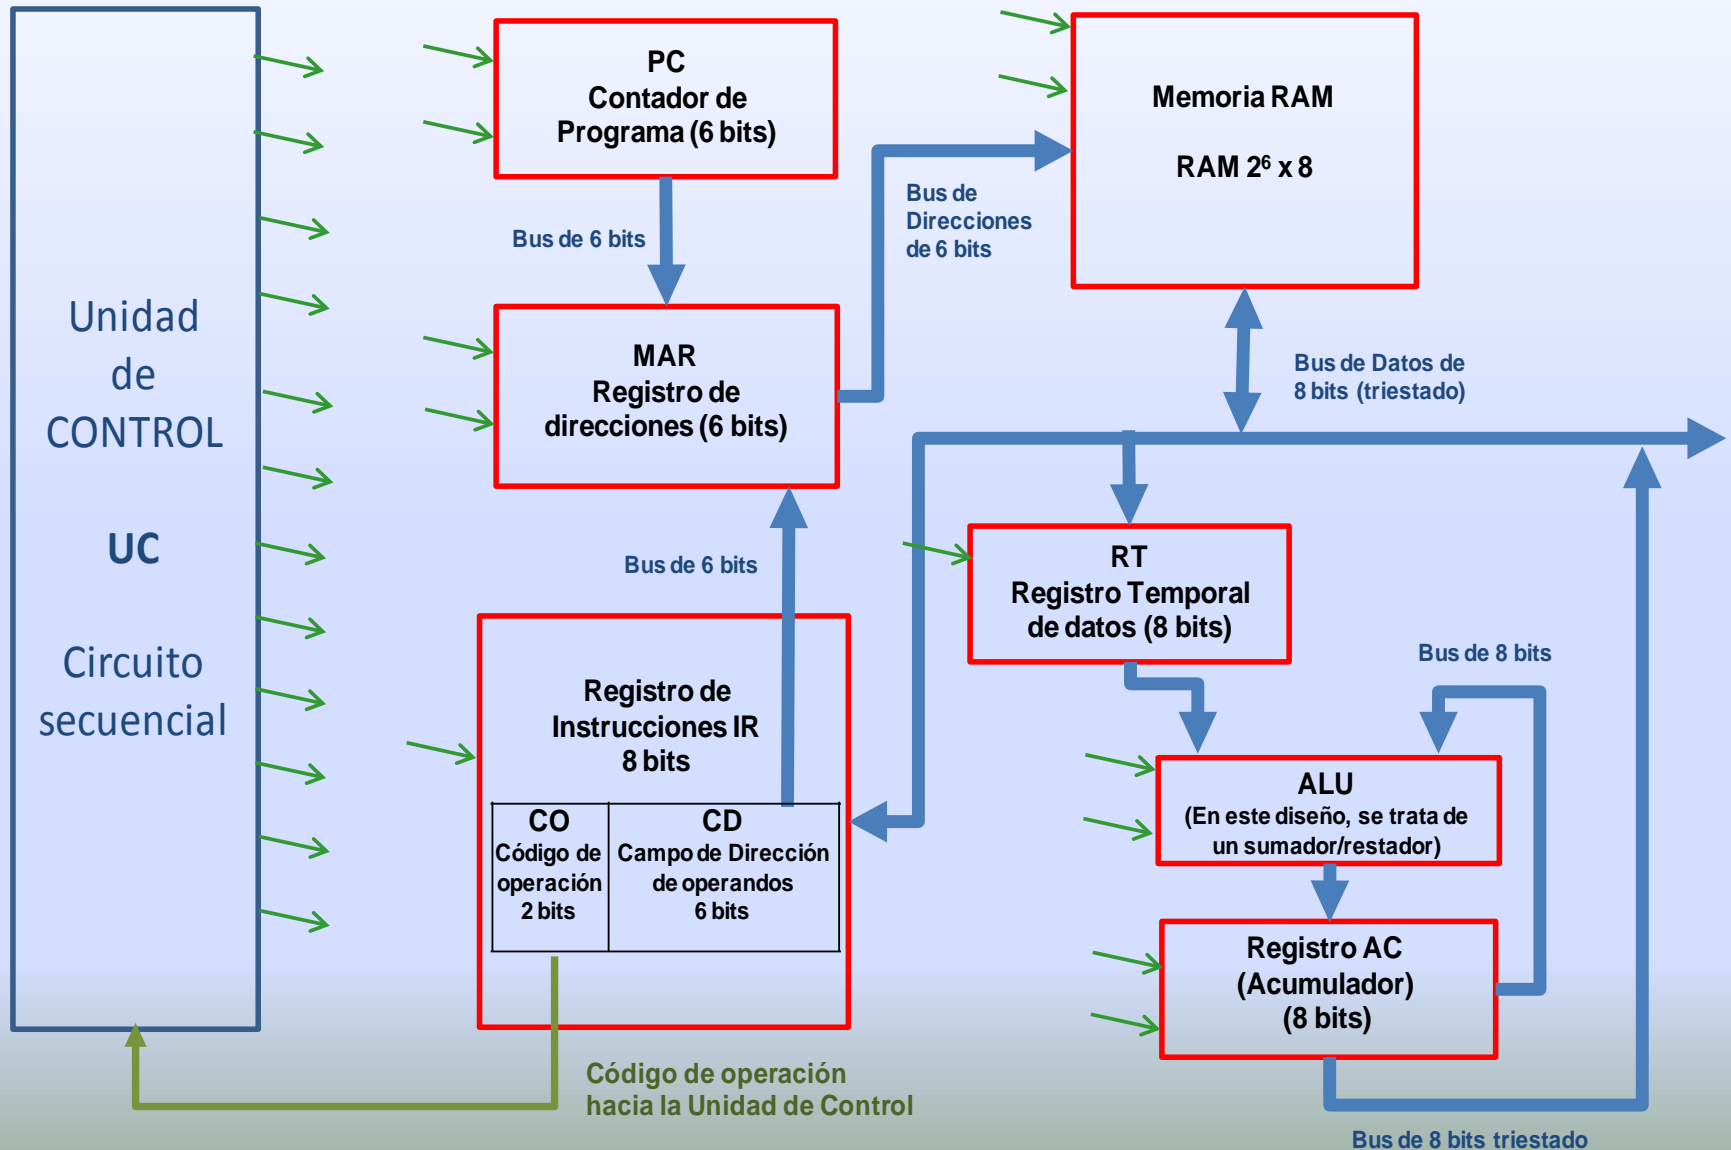 Unidad
de
CONTROL
UC
Circuito
secuencial
PC
Contador de
Programa (6 bits)
Bus de 6 bits
MAR
Registro de
direcciones (6 bits)
Bus de
Direcciones
de 6 bits
Memoria RAM
RAM 2⁶ x 8
Bus de Datos de
8 bits (triestado)
Bus de 6 bits
RT
Registro Temporal
de datos (8 bits)
Bus de 8 bits
Registro de
Instrucciones IR
8 bits
CO
Código de
operación
2 bits
CD
Campo de Dirección
de operandos
6 bits
ALU
(En este diseño, se trata de
un sumador/restador)
Registro AC
(Acumulador)
(8 bits)
Código de operación
hacia la Unidad de Control
Bus de 8 bits triestado